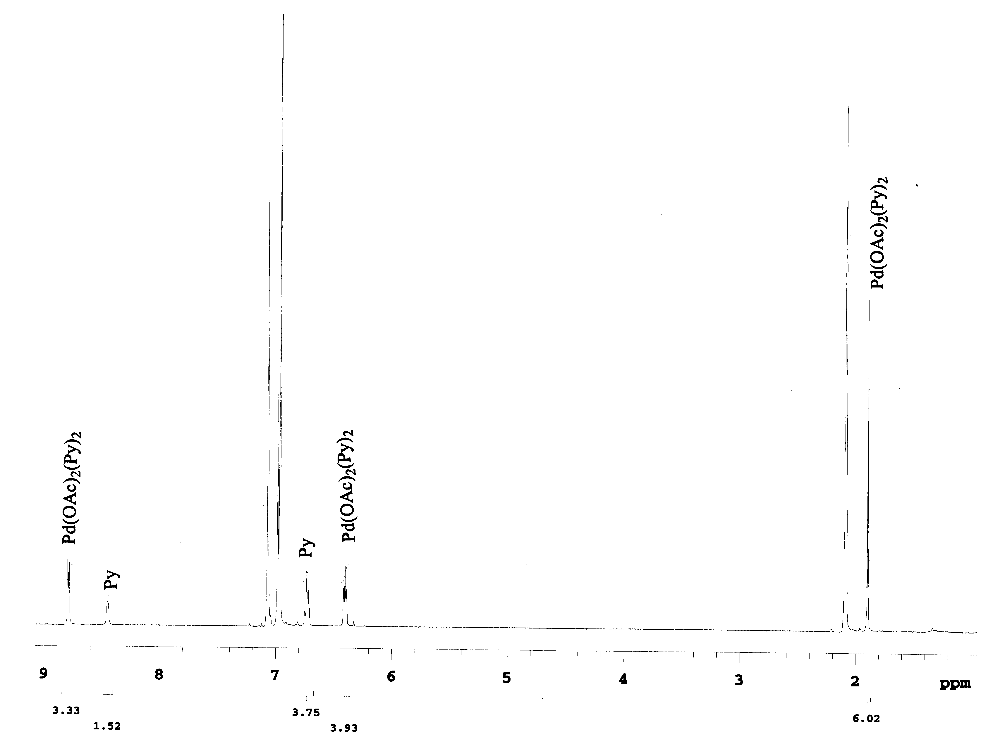 Pd(OAc)2(Py)2
Py
Py
Pd(OAc)2(Py)2
Pd(OAc)2(Py)2
9 8 7 6 5 4 3 2 ppm
3.33
1.52
3.75
3.93
6.02